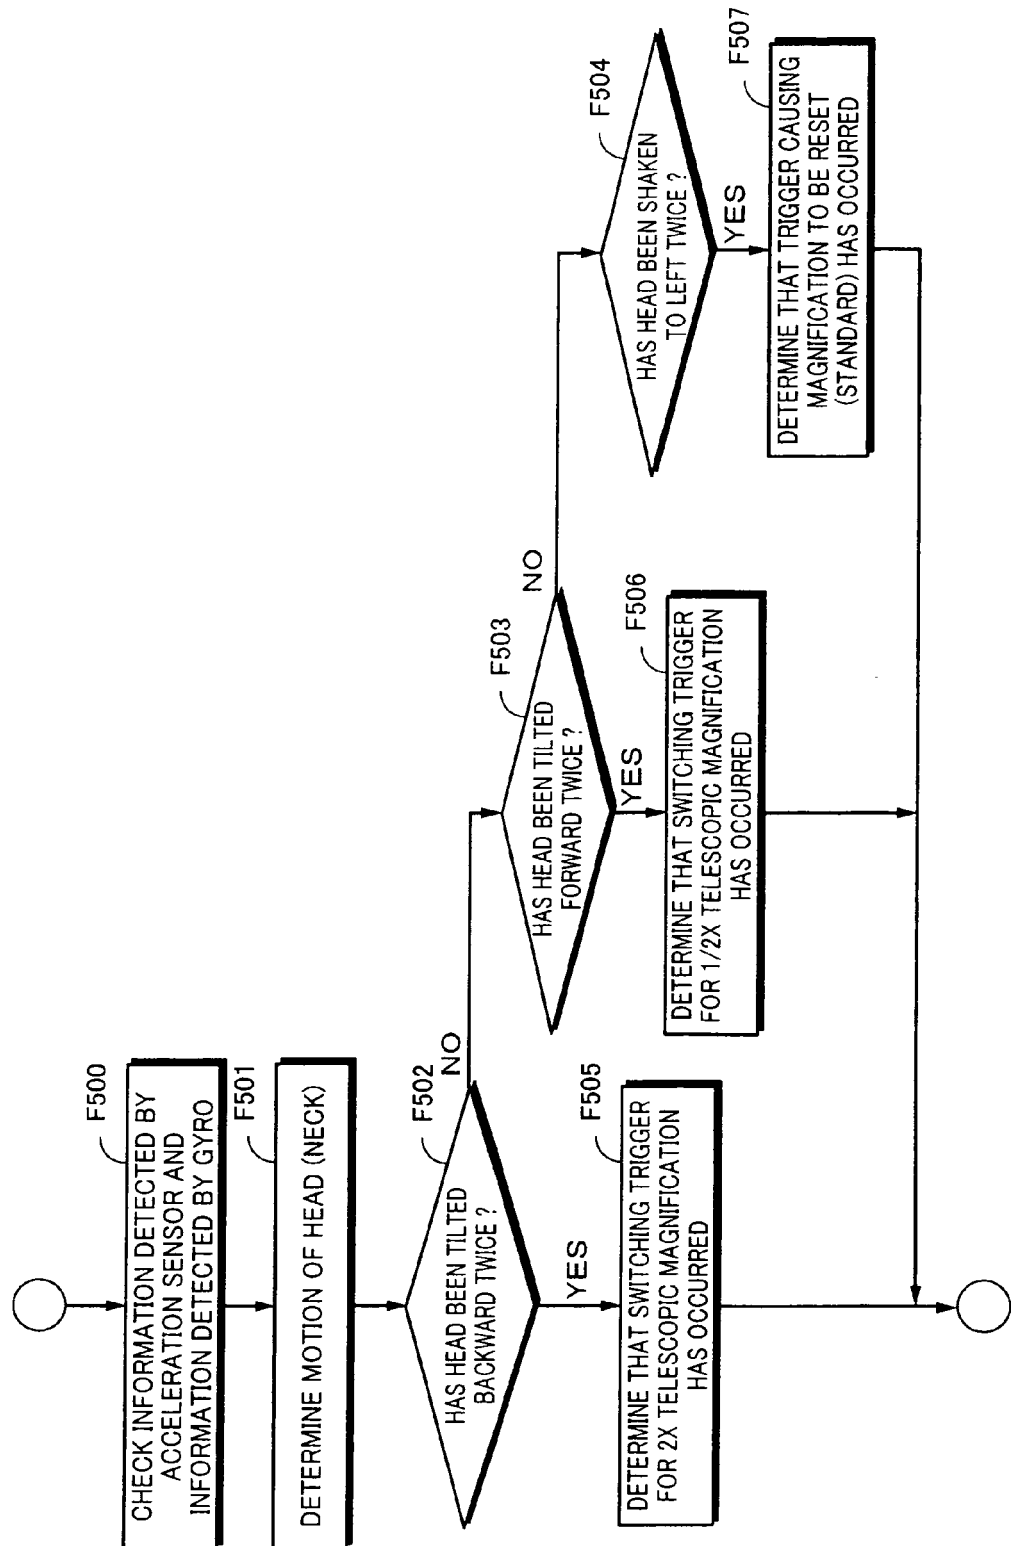 F500
CHECK INFORMATION DETECTED BY
ACCELERATION SENSOR AND
INFORMATION DETECTED BY GYRO
F501
DETERMINE MOTION OF HEAD (NECK)
F502
HAS HEAD BEEN TILTED
BACKWARD TWICE ?
NO
YES
F503
HAS HEAD BEEN TILTED
FORWARD TWICE ?
NO
YES
F504
HAS HEAD BEEN SHAKEN
TO LEFT TWICE ?
YES
F505
DETERMINE THAT SWITCHING TRIGGER
FOR 2X TELESCOPIC MAGNIFICATION
HAS OCCURRED
F506
DETERMINE THAT SWITCHING TRIGGER
FOR 1/2X TELESCOPIC MAGNIFICATION
HAS OCCURRED
F507
DETERMINE THAT TRIGGER CAUSING
MAGNIFICATION TO BE RESET
(STANDARD) HAS OCCURRED